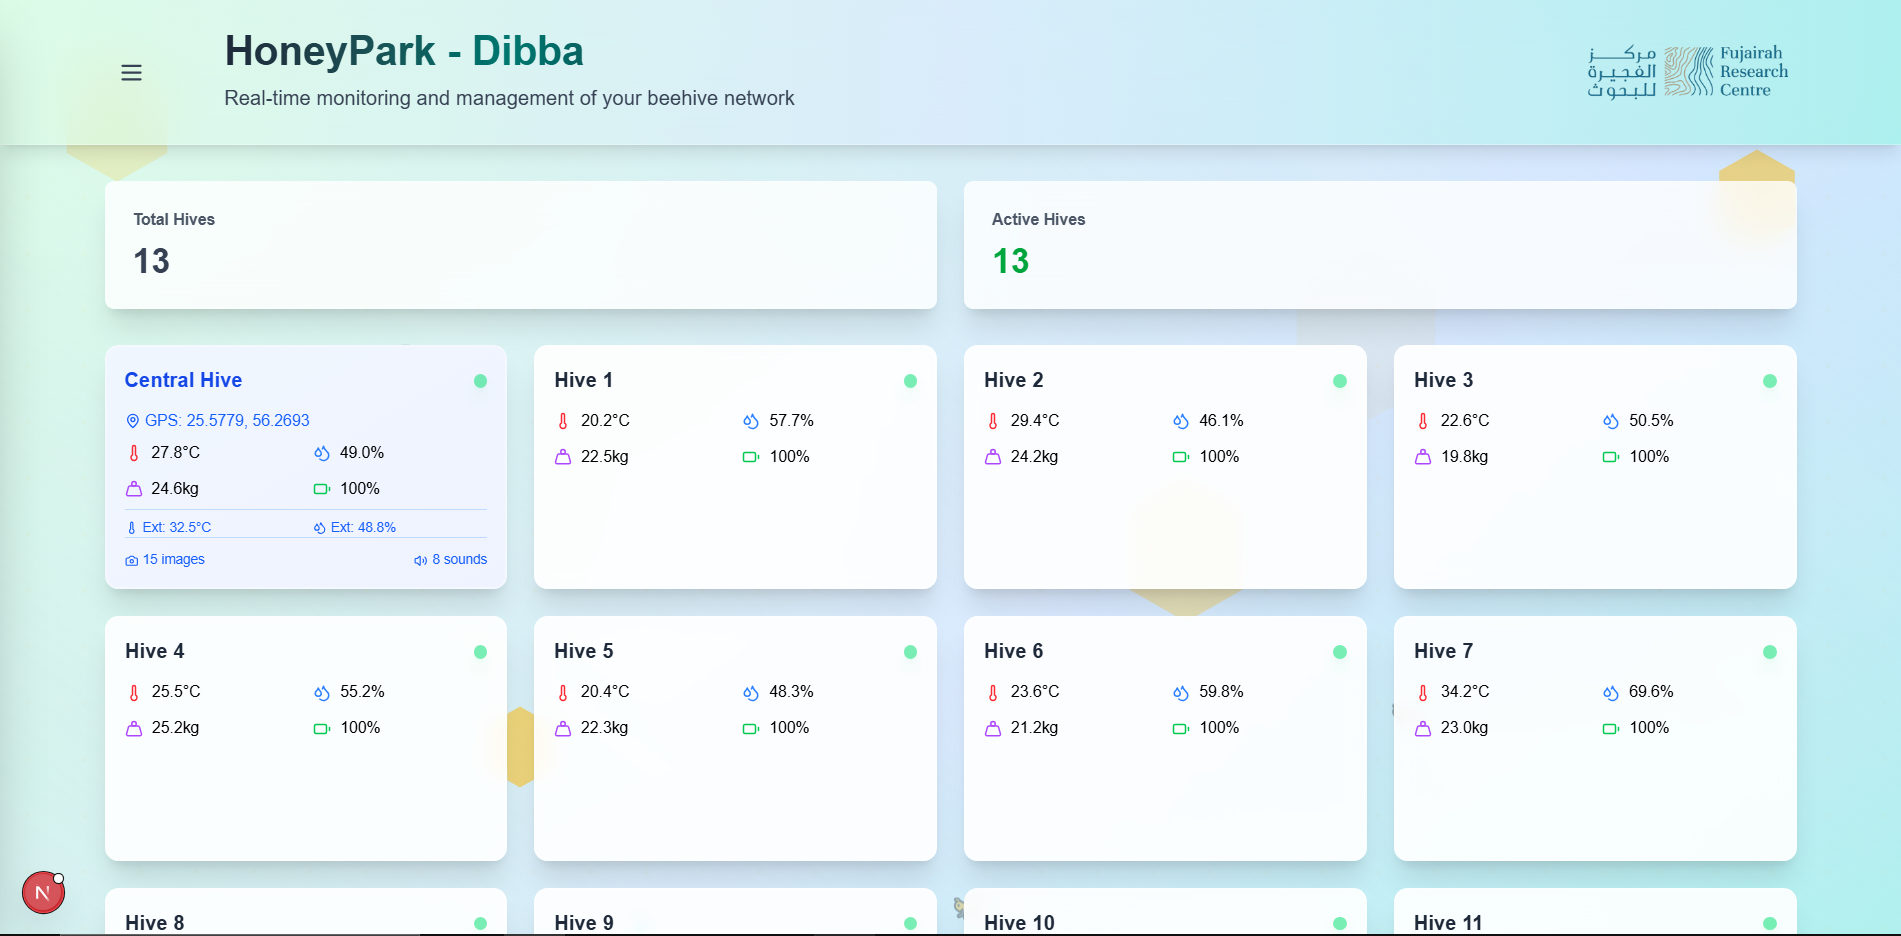 HoneyPark - Dibba
Real-time monitoring and management of your beehive network
مركز
الفجيرة
للبحوث
Fujairah
Research
Centre
Total Hives
13
Active Hives
13
Central Hive
GPS: 25.5779, 56.2693
27.8°C 49.0%
24.6kg 100%
Ext: 32.5°C Ext: 48.8%
15 images 8 sounds
Hive 1
20.2°C 57.7%
22.5kg 100%
Hive 2
29.4°C 46.1%
24.2kg 100%
Hive 3
22.6°C 50.5%
19.8kg 100%
Hive 4
25.5°C 55.2%
25.2kg 100%
Hive 5
20.4°C 48.3%
22.3kg 100%
Hive 6
23.6°C 59.8%
21.2kg 100%
Hive 7
34.2°C 69.6%
23.0kg 100%
Hive 8
Hive 9
Hive 10
Hive 11
N